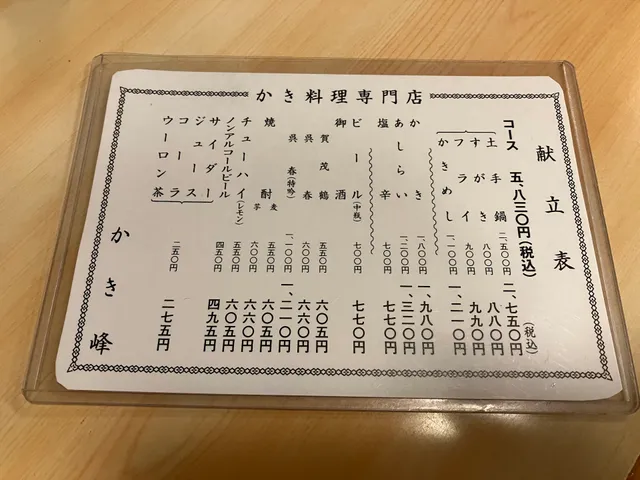 かき料理専門店
献立表
コース 五、八三〇円(税込)
(税込)
土手鍋 二、五〇〇円 二、七五〇円
すがき 八〇〇円 八八〇円
フライ 九〇〇円 九九〇円
かきめし 一、一〇〇円 一、二一〇円
かき 一、八〇〇円 一、九八〇円
あしらい 一、二〇〇円 一、三二〇円
塩辛 七〇〇円 七七〇円
ビール(中瓶) 七〇〇円 七七〇円
御酒
賀茂鶴 五五〇円 六〇五円
呉春 六〇〇円 六六〇円
呉春(特吟) 一、一〇〇円 一、二一〇円
焼酎 麦 五五〇円 六〇五円
芋 六〇〇円 六六〇円
チューハイ(レモン) 五五〇円 六〇五円
ノンアルコールビール 四五〇円 四九五円
サイダー
ジュース
コーラ
ウーロン茶
二五〇円 二七五円
かき峰